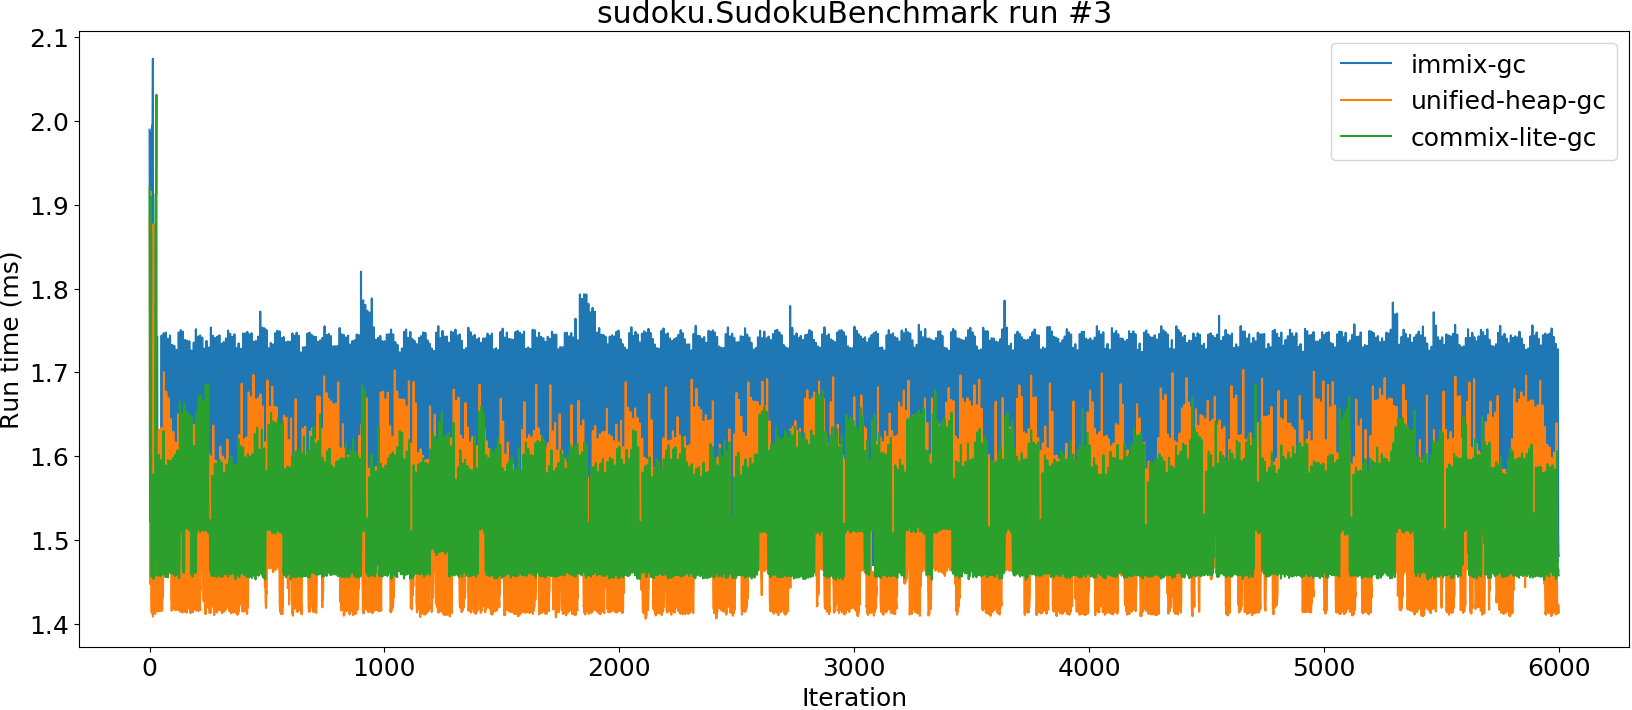 sudoku.SudokuBenchmark run #3
2.1
2.0
1.9
1.8
1.7
1.6
1.5
1.4
Run time (ms)
immix-gc
unified-heap-gc
commix-lite-gc
0
1000
2000
3000
4000
5000
6000
Iteration